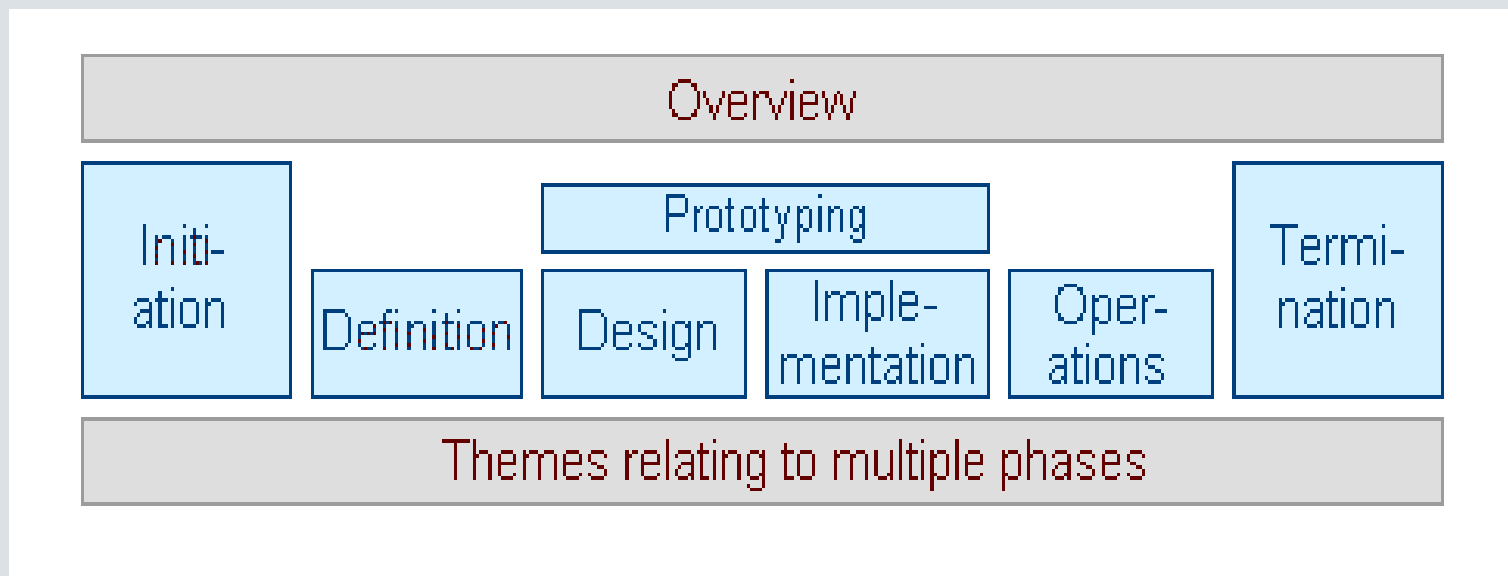 Overview
Initi-
ation
Prototyping
Definition
Design
Imple-
mentation
Oper-
ations
Termi-
nation
Themes relating to multiple phases